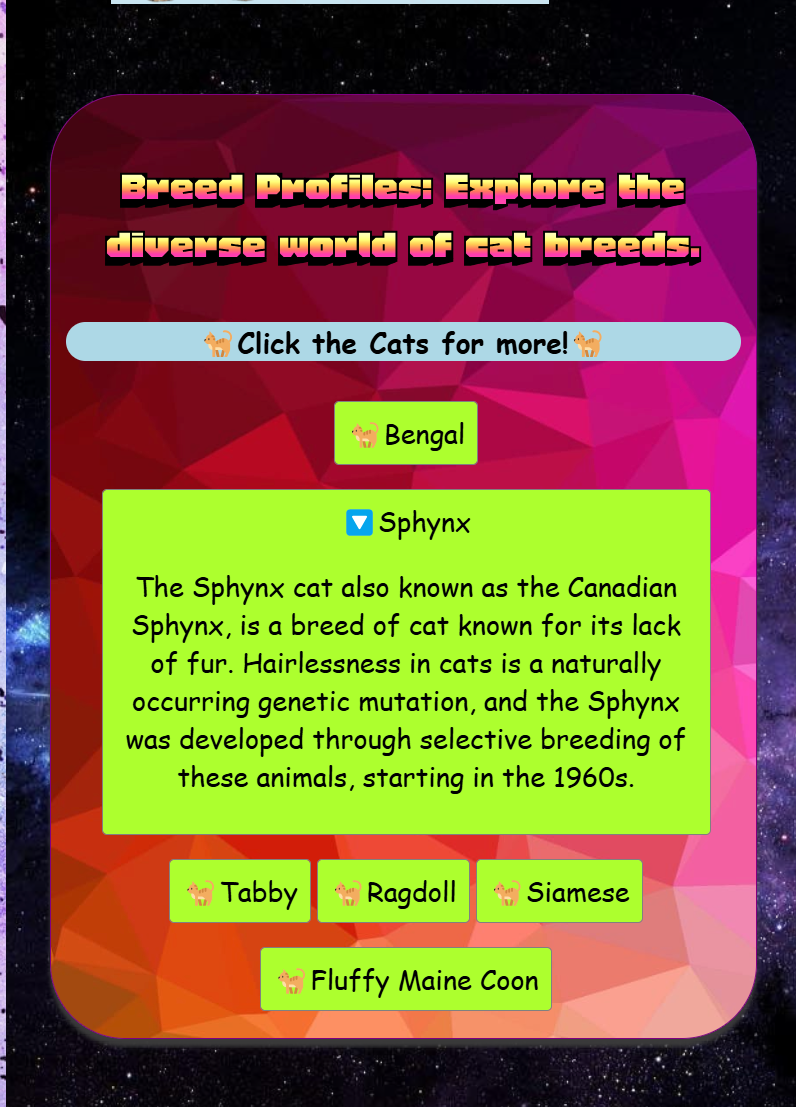 Breed Profiles: Explore the
diverse world of cat breeds.
Click the Cats for more!
Bengal
Sphynx
The Sphynx cat also known as the Canadian
Sphynx, is a breed of cat known for its lack
of fur. Hairlessness in cats is a naturally
occurring genetic mutation, and the Sphynx
was developed through selective breeding of
these animals, starting in the 1960s.
Tabby Ragdoll Siamese
Fluffy Maine Coon